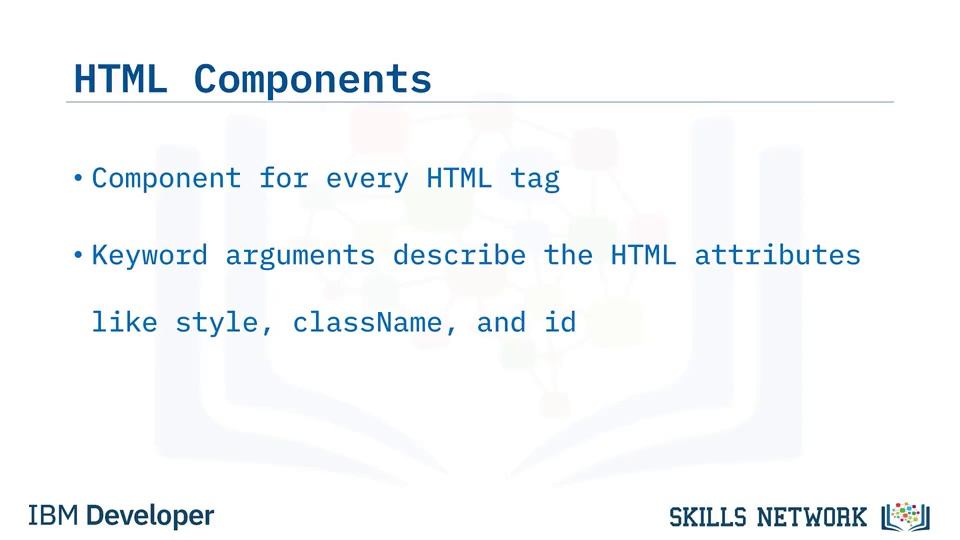 HTML Components
• Component for every HTML tag
• Keyword arguments describe the HTML attributes
like style, className, and id
IBM Developer
SKILLS NETWORK